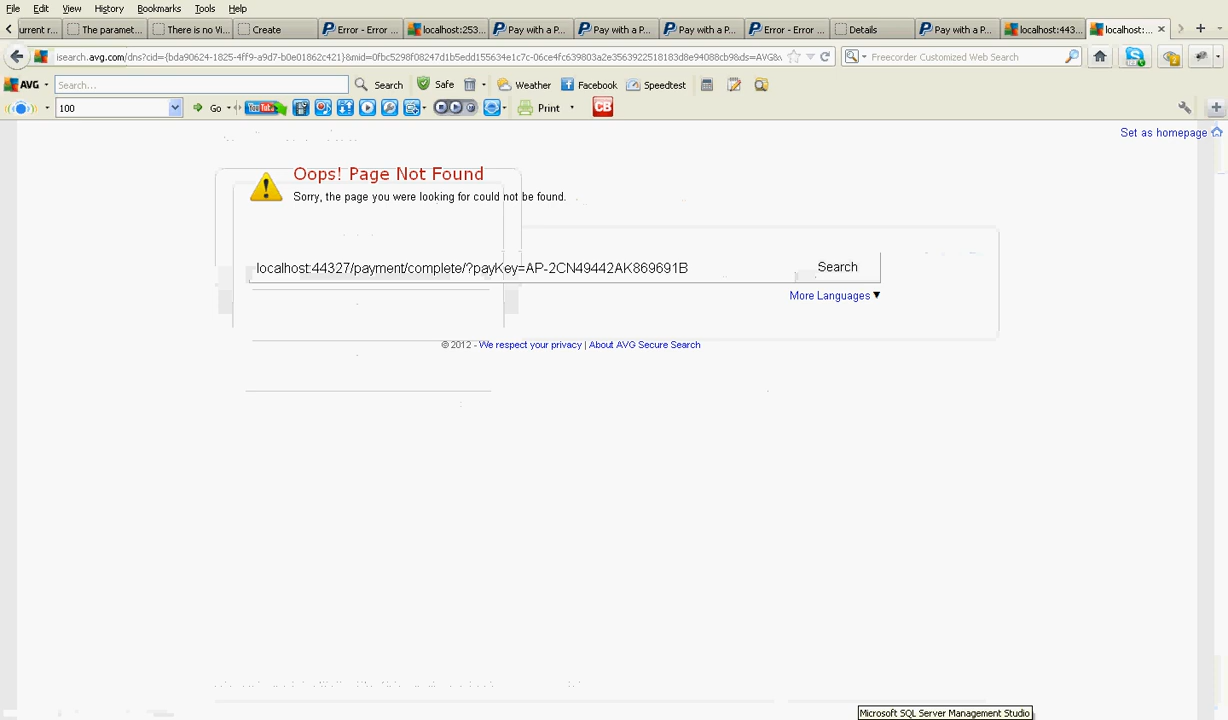 File Edit View History Bookmarks Tools Help
urrent r... The paramet... There is no Vi... Create Error - Error ... localhost:253... Pay with a P... Pay with a P... Pay with a P... Error - Error ... Details Pay with a P... localhost:443... localhost:...
isearch.avg.com/dns?cid={bda90624-1825-4ff9-a9d7-b0e01862c421}&mid=0fbc5298f08247d1b5edd155634e1c7c-06ce4fc639803a2e3563922518183d8e94088cb9&ds=AVG&v Freecorder Customized Web Search
AVG Search... Search Safe Weather Facebook Speedtest
100 Go YouTube Print CB
Set as homepage
Oops! Page Not Found
Sorry, the page you were looking for could not be found.
localhost:44327/payment/complete/?payKey=AP-2CN49442AK869691B Search
More Languages ▼
© 2012 - We respect your privacy | About AVG Secure Search
Microsoft SQL Server Management Studio